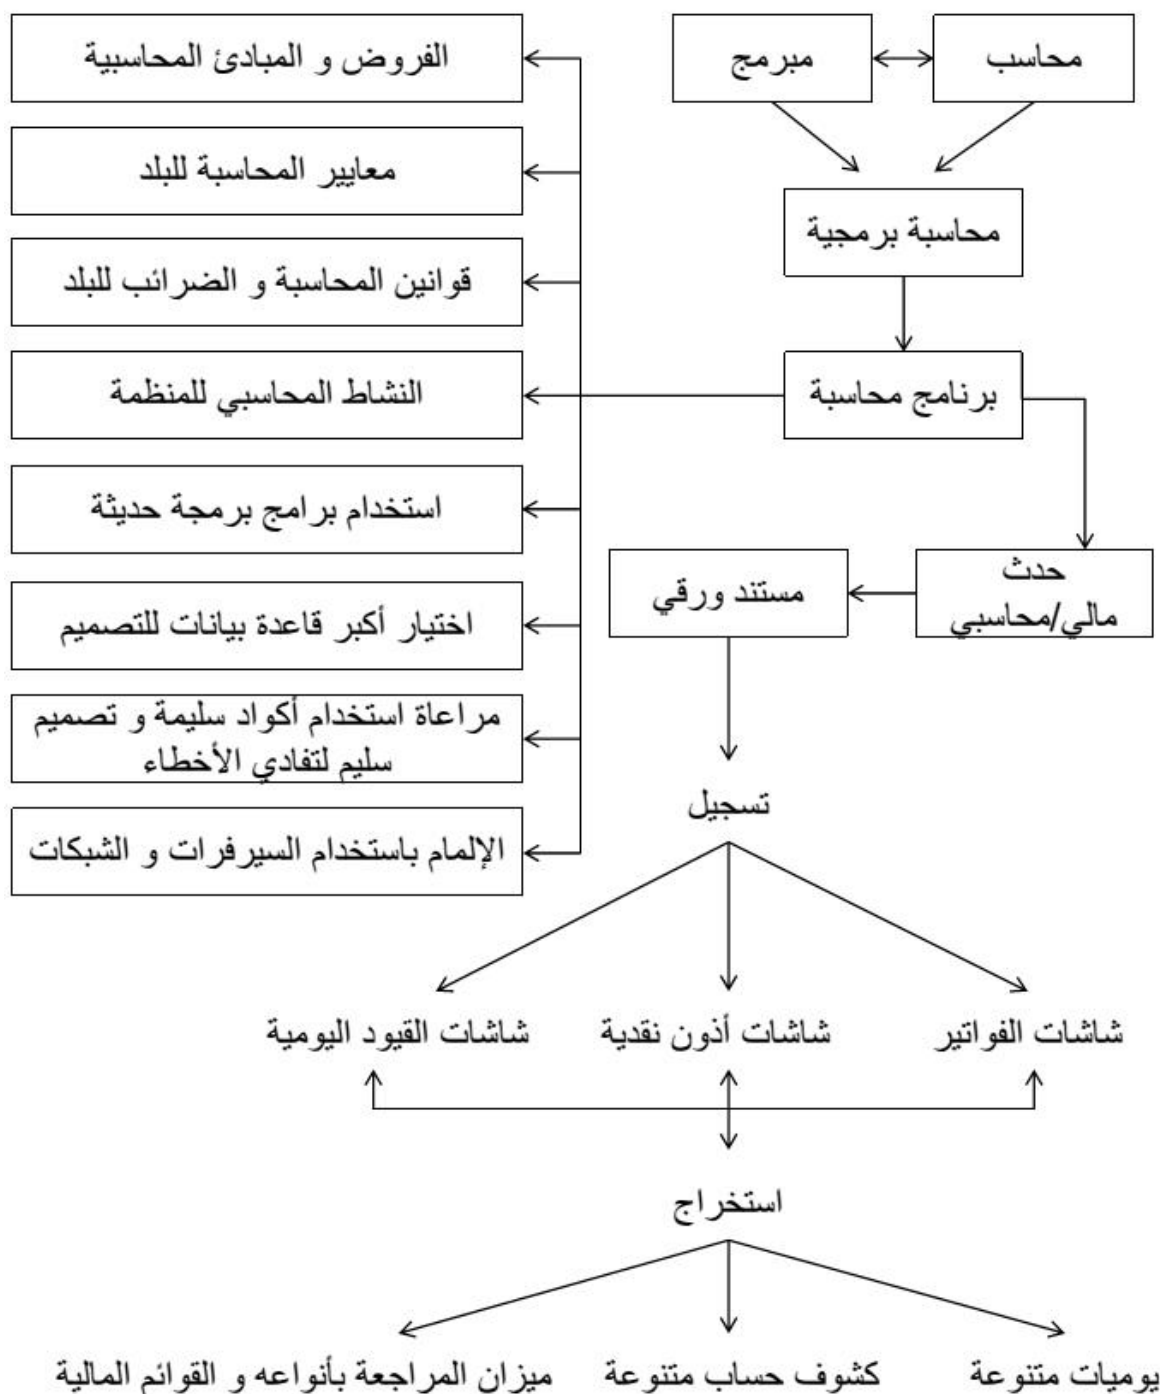 محاسب
مبرمج
محاسبة برمجية
برنامج محاسبة
الفروض و المبادئ المحاسبية
معايير المحاسبة للبلد
قوانين المحاسبة و الضرائب للبلد
النشاط المحاسبي للمنظمة
استخدام برامج برمجة حديثة
اختيار أكبر قاعدة بيانات للتصميم
مراعاة استخدام أكواد سليمة و تصميم
سليم لتفادي الأخطاء
الإلمام باستخدام السيرفرات و الشبكات
حدث
مالي/محاسبي
مستند ورقي
تسجيل
شاشات الفواتير
شاشات أذون نقدية
شاشات القيود اليومية
استخراج
يوميات متنوعة
كشوف حساب متنوعة
ميزان المراجعة بأنواعه و القوائم المالية